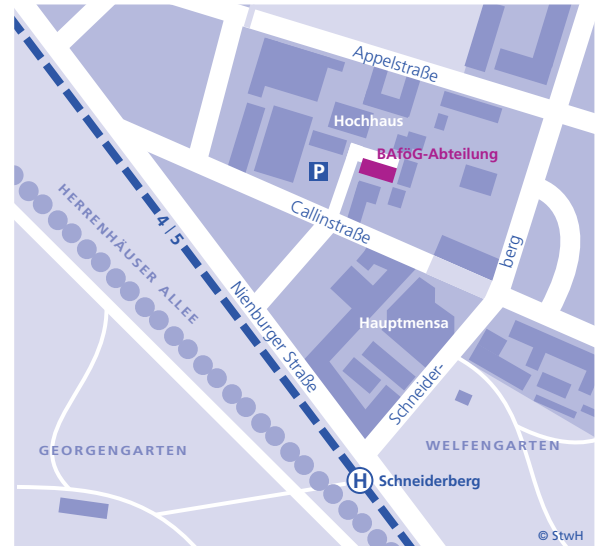 Appelstraße
Hochhaus
BAföG-Abteilung
P
Callinstraße
berg
HERRENHÄUSER ALLEE
4 | 5
Nienburger Straße
Hauptmensa
Schneider-
GEORGENGARTEN
WELFENGARTEN
H Schneiderberg
© StwH